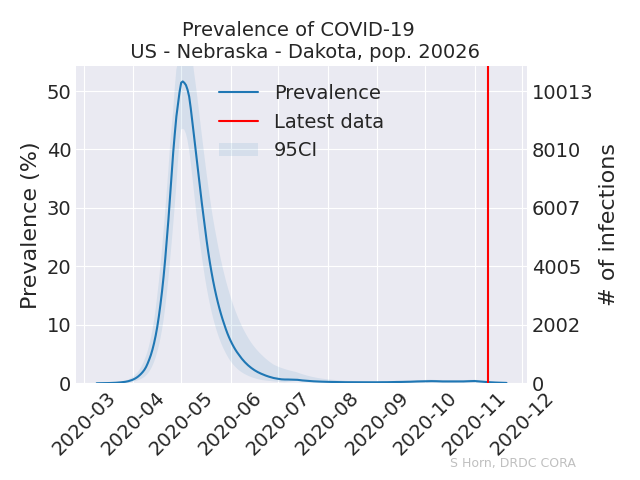 Prevalence of COVID-19
US - Nebraska - Dakota, pop. 20026
Prevalence (%)
50
40
30
20
10
0
Prevalence
Latest data
95CI
10013
8010
6007
4005
2002
0
# of infections
2020-03
2020-04
2020-05
2020-06
2020-07
2020-08
2020-09
2020-10
2020-11
2020-12
S Horn, DRDC CORA